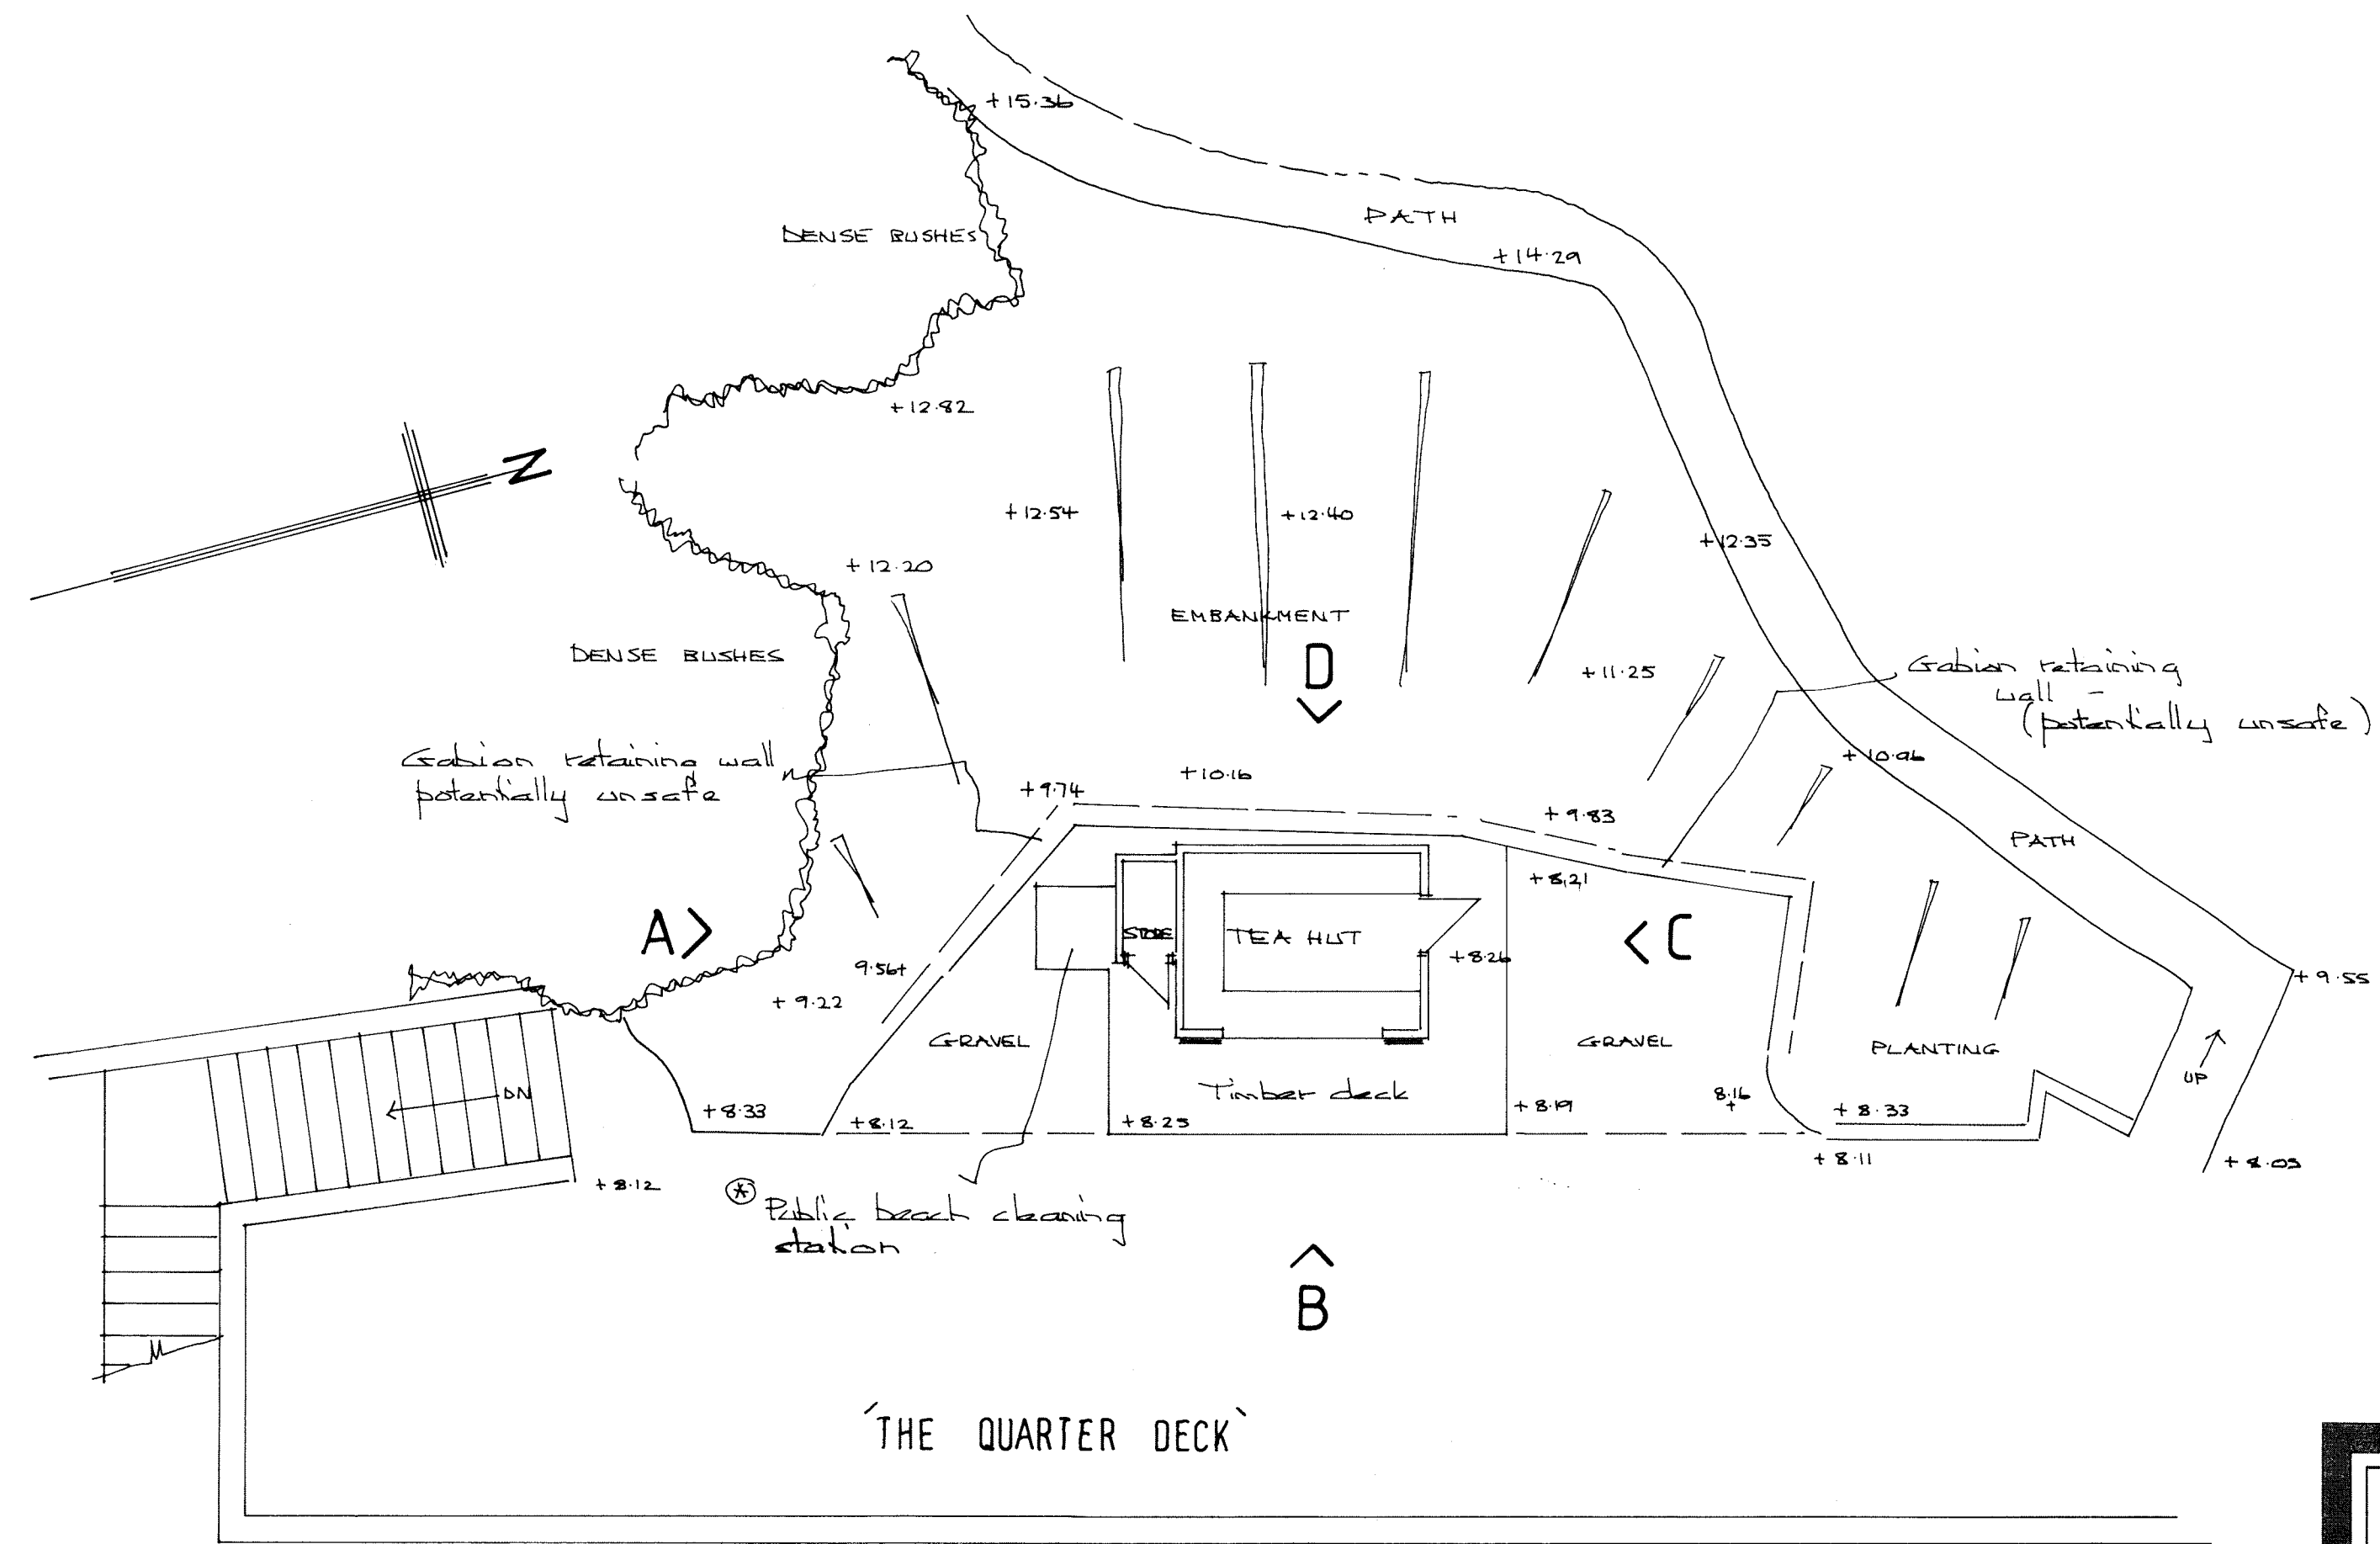 +15.36
DENSE BUSHES
PATH
+14.29
+12.82
N
+12.54
+12.40
+12.35
+12.20
EMBANKMENT
DENSE BUSHES
D
+11.25
Gabion retaining
wall -
(potentially unsafe)
Gabion retaining wall
potentially unsafe
+10.96
+10.16
+9.74
+9.83
PATH
+8.21
A>
STORE
TEA HUT
<C
9.56+
+8.26
+9.55
+9.22
GRAVEL
GRAVEL
PLANTING
UP
DN
Timber deck
+8.33
+8.12
+8.25
+8.19
8.16
+
+8.33
+8.11
+8.05
+8.12
* Public beach cleaning
station
B
'THE QUARTER DECK'